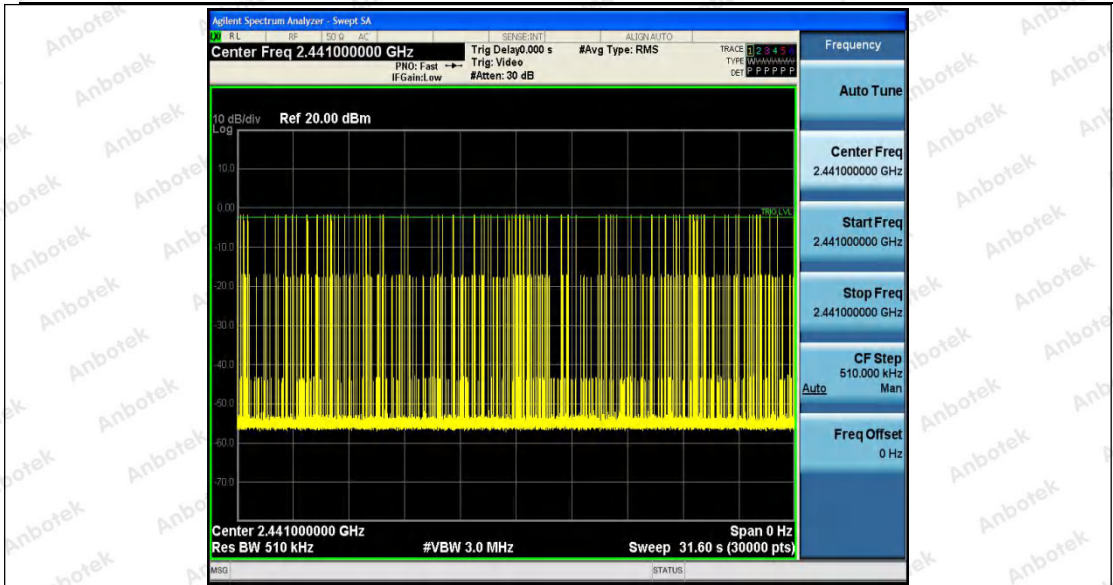 Agilent Spectrum Analyzer - Swept SA
RL RF 50 Ω AC SENSE:INT ALIGN AUTO
Center Freq 2.441000000 GHz
PNO: Fast
IFGain:Low
Trig Delay0.000 s
Trig: Video
#Atten: 30 dB
#Avg Type: RMS
TRACE 1 2 3 4 5 6
TYPE W
DET P P P P P P
10 dB/div Ref 20.00 dBm
Log
10.0
0.00
TRIG LVL
-10.0
-20.0
-30.0
-40.0
-50.0
-60.0
-70.0
Center 2.441000000 GHz Span 0 Hz
Res BW 510 kHz #VBW 3.0 MHz Sweep 31.60 s (30000 pts)
MSG STATUS
Frequency
Auto Tune
Center Freq
2.441000000 GHz
Start Freq
2.441000000 GHz
Stop Freq
2.441000000 GHz
CF Step
510.000 kHz
Auto Man
Freq Offset
0 Hz
Anbotek